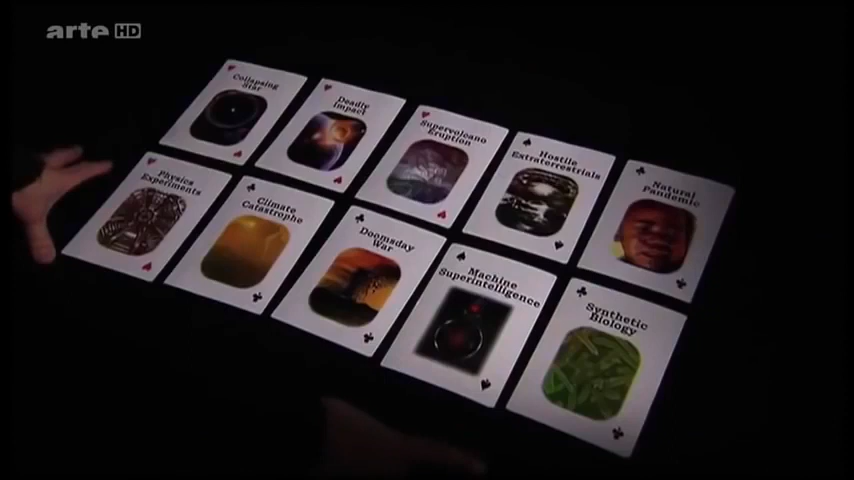 arte HD
Collapsing
Star
Deadly
Impact
Supervolcano
Eruption
Hostile
Extraterrestrials
Natural
Pandemic
Physics
Experiments
Climate
Catastrophe
Doomsday
War
Machine
Superintelligence
Synthetic
Biology